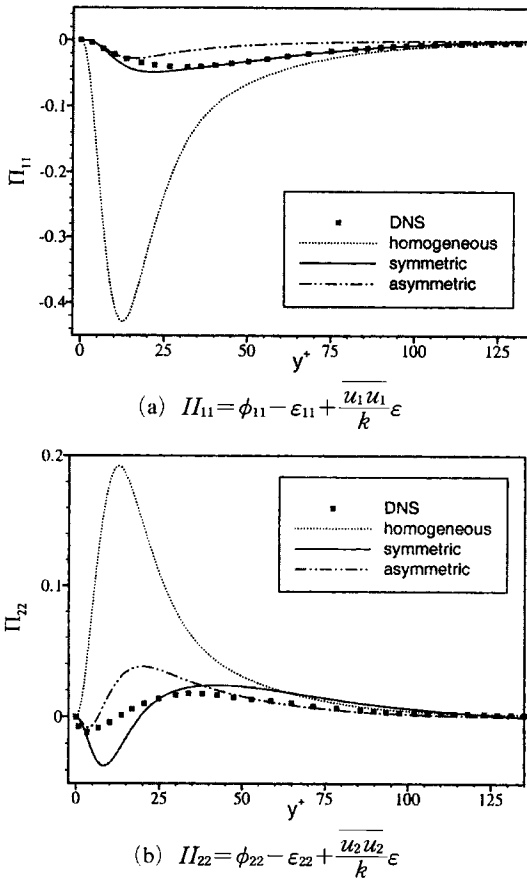 0
-0.1
-0.2
-0.3
-0.4
Π₁₁
DNS
homogeneous
symmetric
asymmetric
0 25 50 75 100 125
y⁺
(a) Π₁₁=ϕ₁₁−ε₁₁+u₁u₁/k ε
0.2
0.1
0
Π₂₂
DNS
homogeneous
symmetric
asymmetric
0 25 50 75 100 125
y⁺
(b) Π₂₂=ϕ₂₂−ε₂₂+u₂u₂/k ε